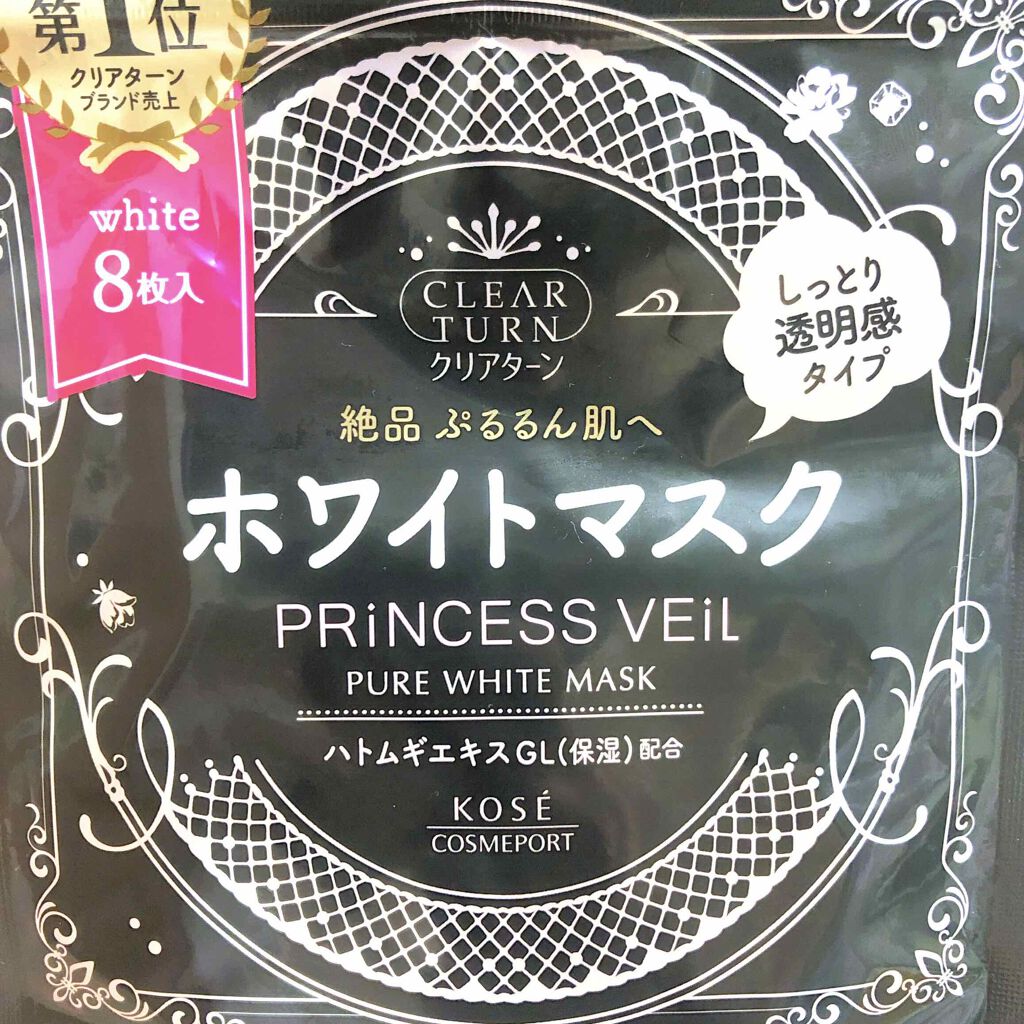 第1位
クリアターン
ブランド売上
white
8枚入
CLEAR
TURN
クリアターン
しっとり
透明感
タイプ
絶品 ぷるるん肌へ
ホワイトマスク
PRiNCESS VEiL
PURE WHITE MASK
ハトムギエキスGL(保湿)配合
KOSÉ
COSMEPORT